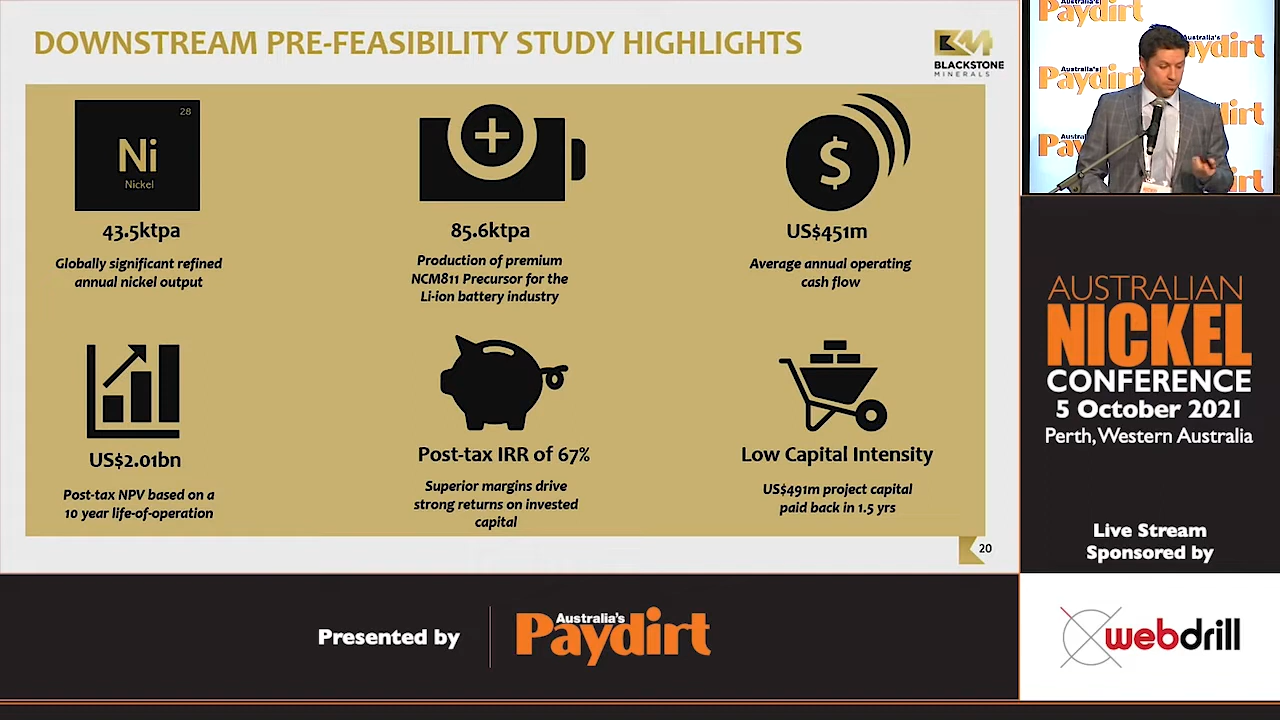 DOWNSTREAM PRE-FEASIBILITY STUDY HIGHLIGHTS
BLACKSTONE
MINERALS
28
Ni
Nickel
43.5ktpa
Globally significant refined
annual nickel output
85.6ktpa
Production of premium
NCM811 Precursor for the
Li-ion battery industry
$
US$451m
Average annual operating
cash flow
US$2.01bn
Post-tax NPV based on a
10 year life-of-operation
Post-tax IRR of 67%
Superior margins drive
strong returns on invested
capital
Low Capital Intensity
US$491m project capital
paid back in 1.5 yrs
20
Australia's
Paydirt
Australia's
Paydirt
AUSTRALIAN
NICKEL
CONFERENCE
5 October 2021
Perth, Western Australia
Live Stream
Sponsored by
webdrill
Presented by
Australia's
Paydirt